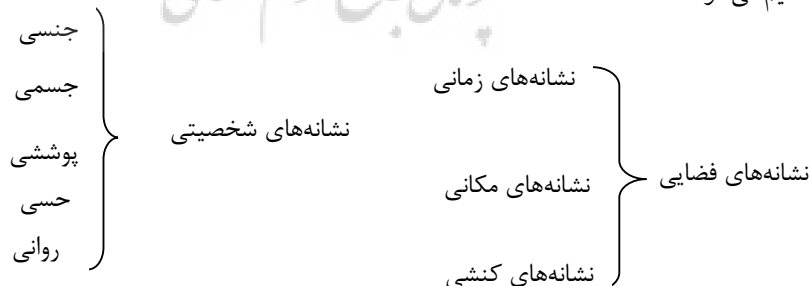 نشانه‌های فضایی
نشانه‌های زمانی
نشانه‌های مکانی
نشانه‌های کنشی
نشانه‌های شخصیتی
جنسی
جسمی
پوششی
حسی
روانی